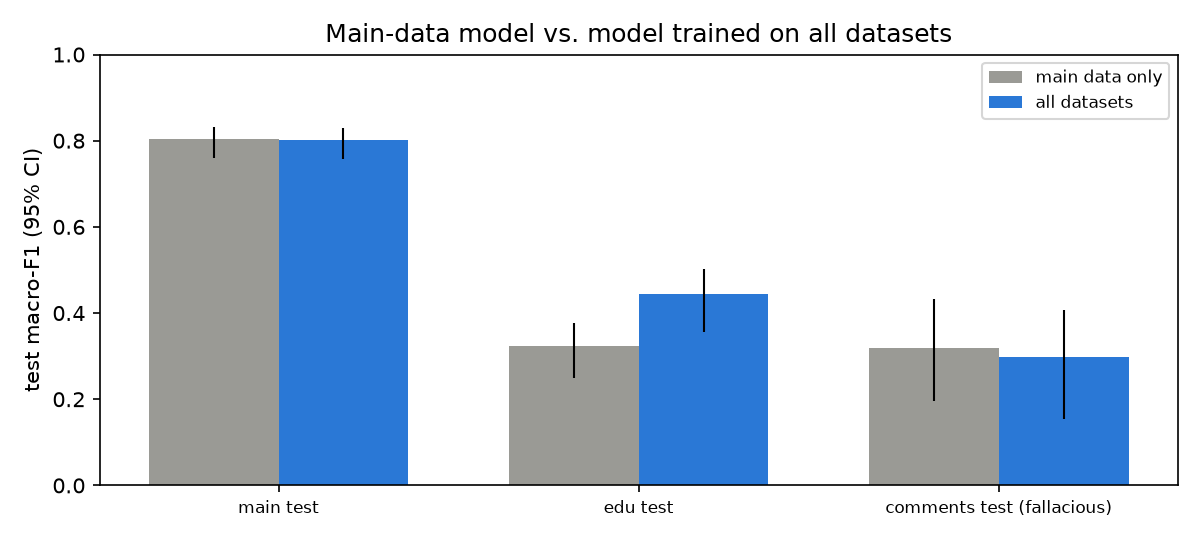 Main-data model vs. model trained on all datasets
main data only
all datasets
test macro-F1 (95% CI)
1.0
0.8
0.6
0.4
0.2
0.0
main test
edu test
comments test (fallacious)